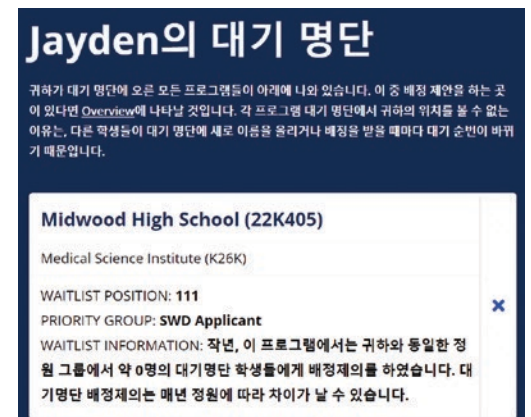 Jayden의 대기 명단
귀하가 대기 명단에 오른 모든 프로그램들이 아래에 나와 있습니다. 이 중 배정 제안을 하는 곳
이 있다면 Overview에 나타날 것입니다. 각 프로그램 대기 명단에서 귀하의 위치를 볼 수 없는
이유는, 다른 학생들이 대기 명단에 새로 이름을 올리거나 배정을 받을 때마다 대기 순번이 바뀌
기 때문입니다.
Midwood High School (22K405)
Medical Science Institute (K26K)
WAITLIST POSITION: 111
PRIORITY GROUP: SWD Applicant
WAITLIST INFORMATION: 작년, 이 프로그램에서는 귀하와 동일한 정
원 그룹에서 약 0명의 대기명단 학생들에게 배정제의를 하였습니다. 대
기명단 배정제의는 매년 정원에 따라 차이가 날 수 있습니다.